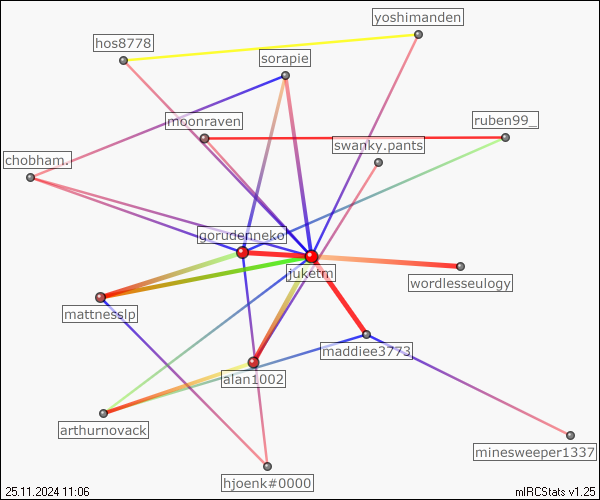 yoshimanden
hos8778
sorapie
moonraven
ruben99_
swanky.pants
chobham.
gorudenneko
juketm
wordlesseulogy
mattnesslp
maddiee3773
alan1002
arthurnovack
minesweeper1337
hjoenk#0000
25.11.2024 11:06
mIRCStats v1.25